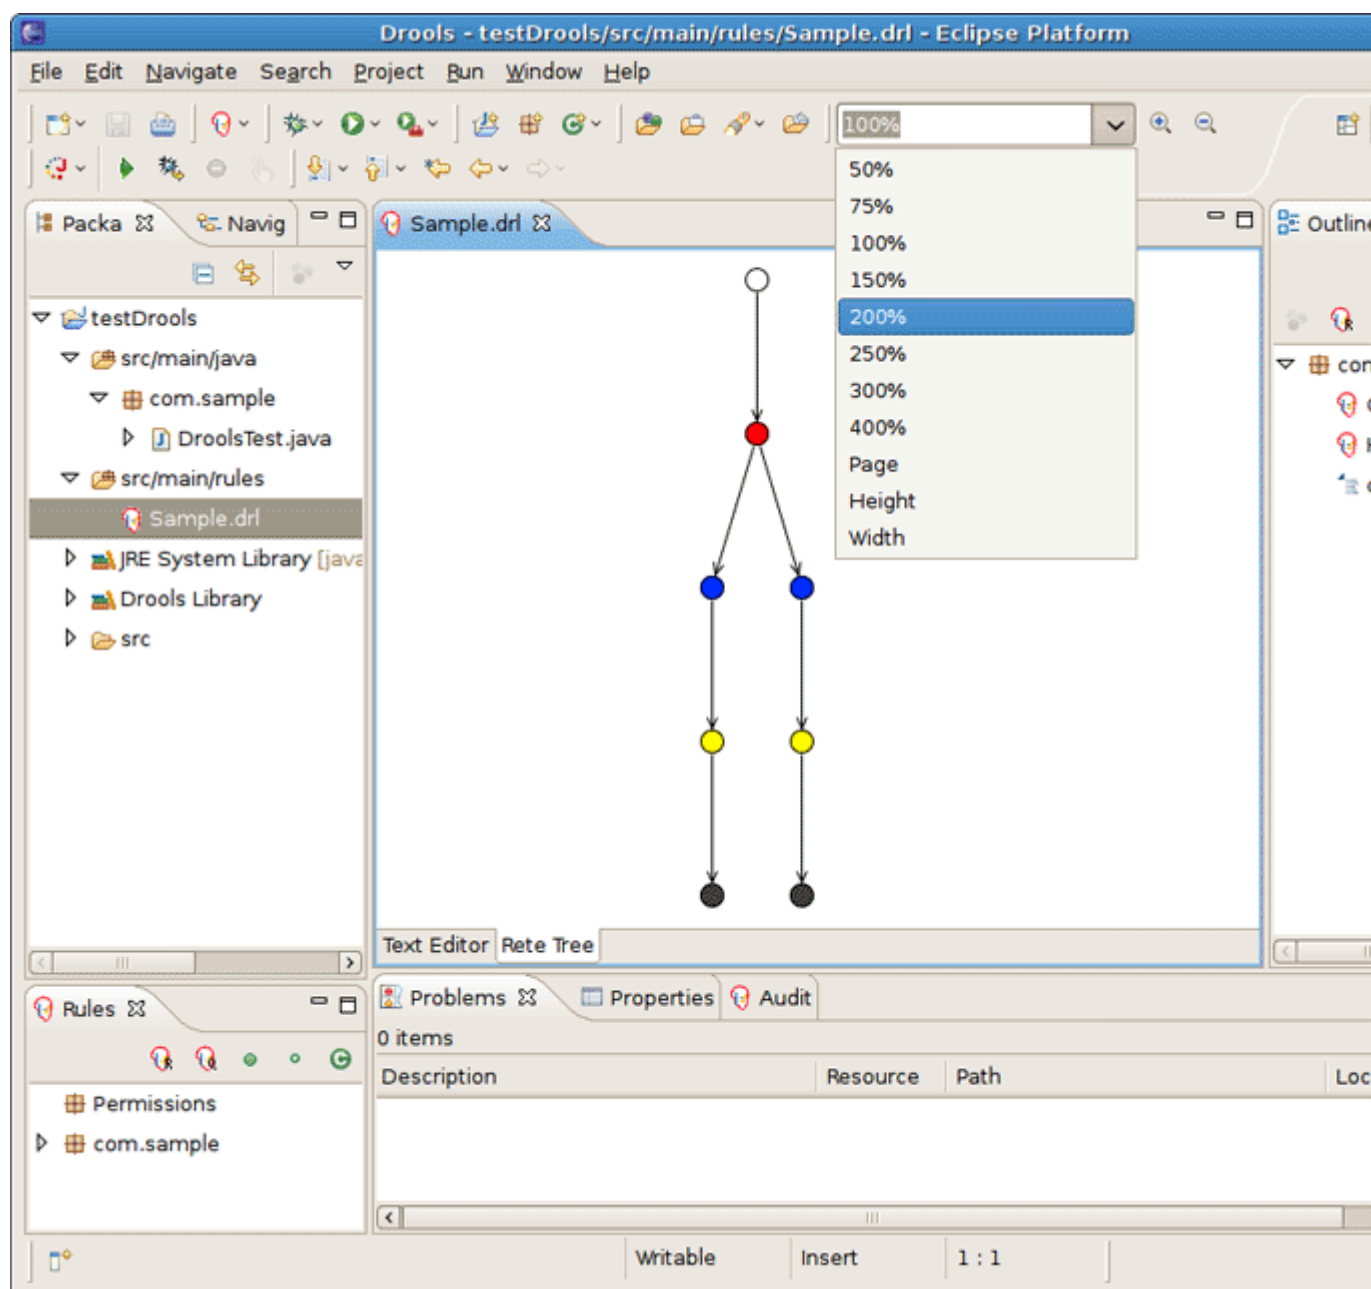 Drools - testDrools/src/main/rules/Sample.drl - Eclipse Platform
File Edit Navigate Search Project Run Window Help
100%
50%
75%
100%
150%
200%
250%
300%
400%
Page
Height
Width
Packa Navig
testDrools
src/main/java
com.sample
DroolsTest.java
src/main/rules
Sample.drl
JRE System Library [java
Drools Library
src
Sample.drl
Text Editor Rete Tree
Outline
con
Rules
Permissions
com.sample
Problems Properties Audit
0 items
Description Resource Path Loc
Writable Insert 1 : 1